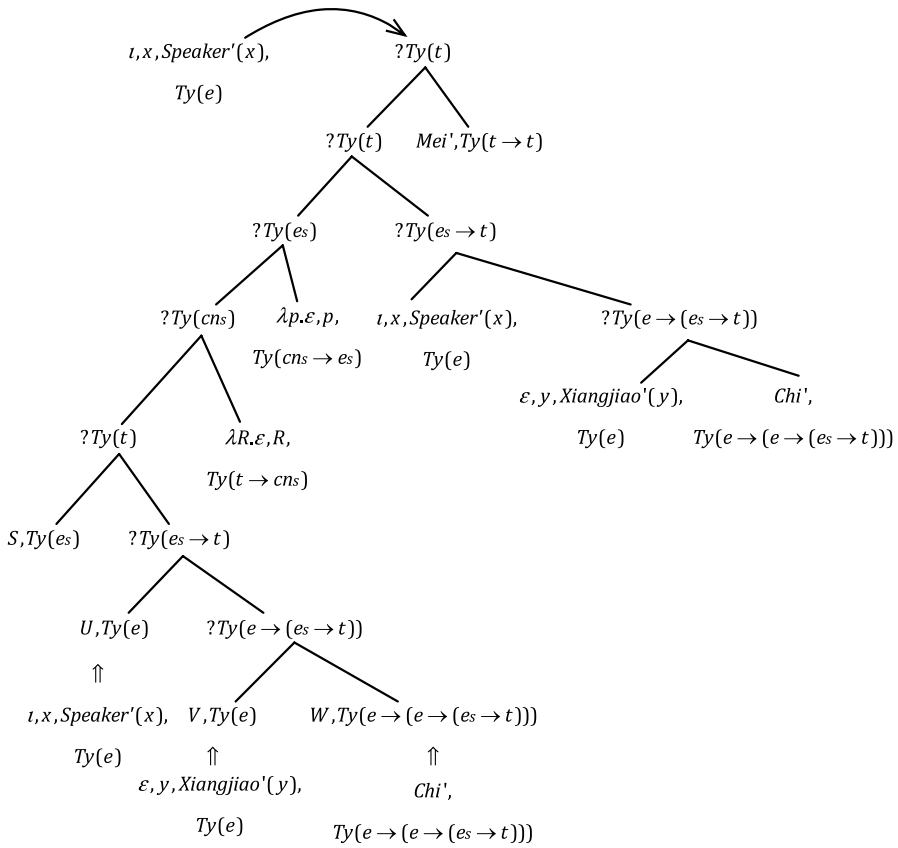 ι,x,Speaker′(x), ?Ty(t)
Ty(e)
?Ty(t) Mei',Ty(t→t)
?Ty(eₛ) ?Ty(eₛ→t)
?Ty(cnₛ) λp.ε,p, ι,x,Speaker′(x), ?Ty(e→(eₛ→t))
Ty(cnₛ→eₛ) Ty(e)
ε,y,Xiangjiao'(y), Chi',
?Ty(t) λR.ε,R, Ty(e) Ty(e→(e→(eₛ→t)))
Ty(t→cnₛ)
S,Ty(eₛ) ?Ty(eₛ→t)
U,Ty(e) ?Ty(e→(eₛ→t))
⇑
ι,x,Speaker′(x), V,Ty(e) W,Ty(e→(e→(eₛ→t)))
Ty(e) ⇑ ⇑
ε,y,Xiangjiao'(y), Chi',
Ty(e) Ty(e→(e→(eₛ→t)))